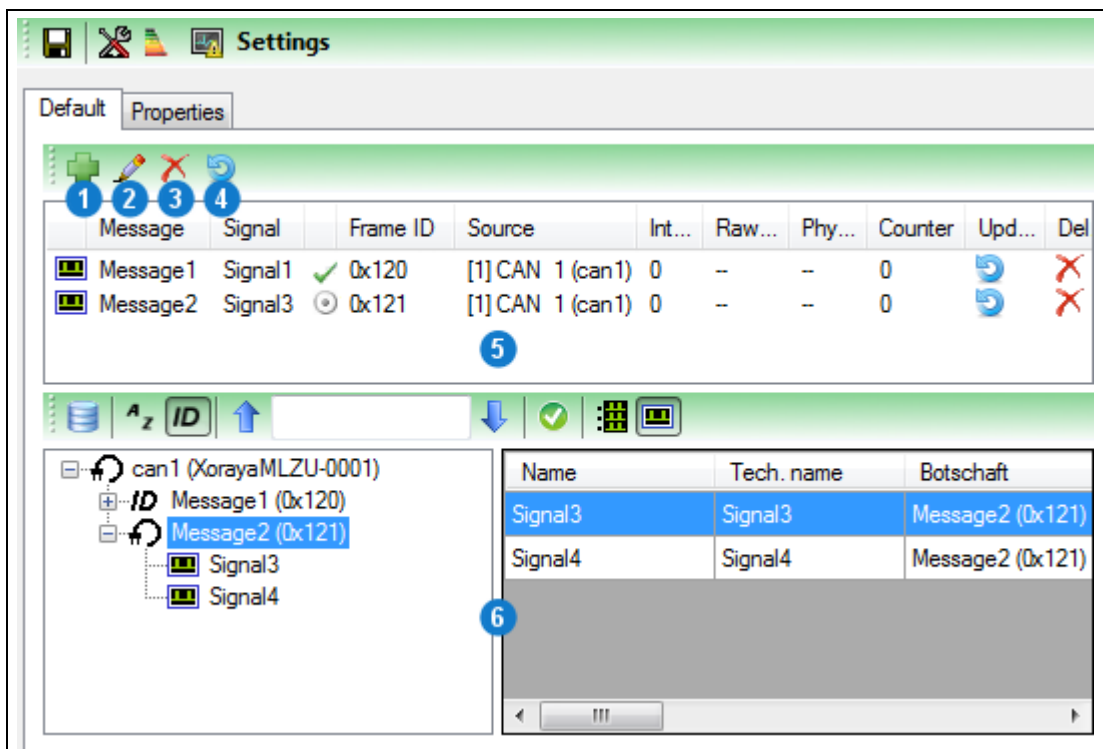 Settings
Default Properties
1 2 3 4
Message Signal Frame ID Source Int... Raw... Phy... Counter Upd... Del
Message1 Signal1 0x120 [1] CAN 1 (can1) 0 -- -- 0
Message2 Signal3 0x121 [1] CAN 1 (can1) 0 -- -- 0
5
AZ ID
can1 (XorayaMLZU-0001)
ID Message1 (0x120)
Message2 (0x121)
Signal3
Signal4
6
Name Tech. name Botschaft
Signal3 Signal3 Message2 (0x121)
Signal4 Signal4 Message2 (0x121)